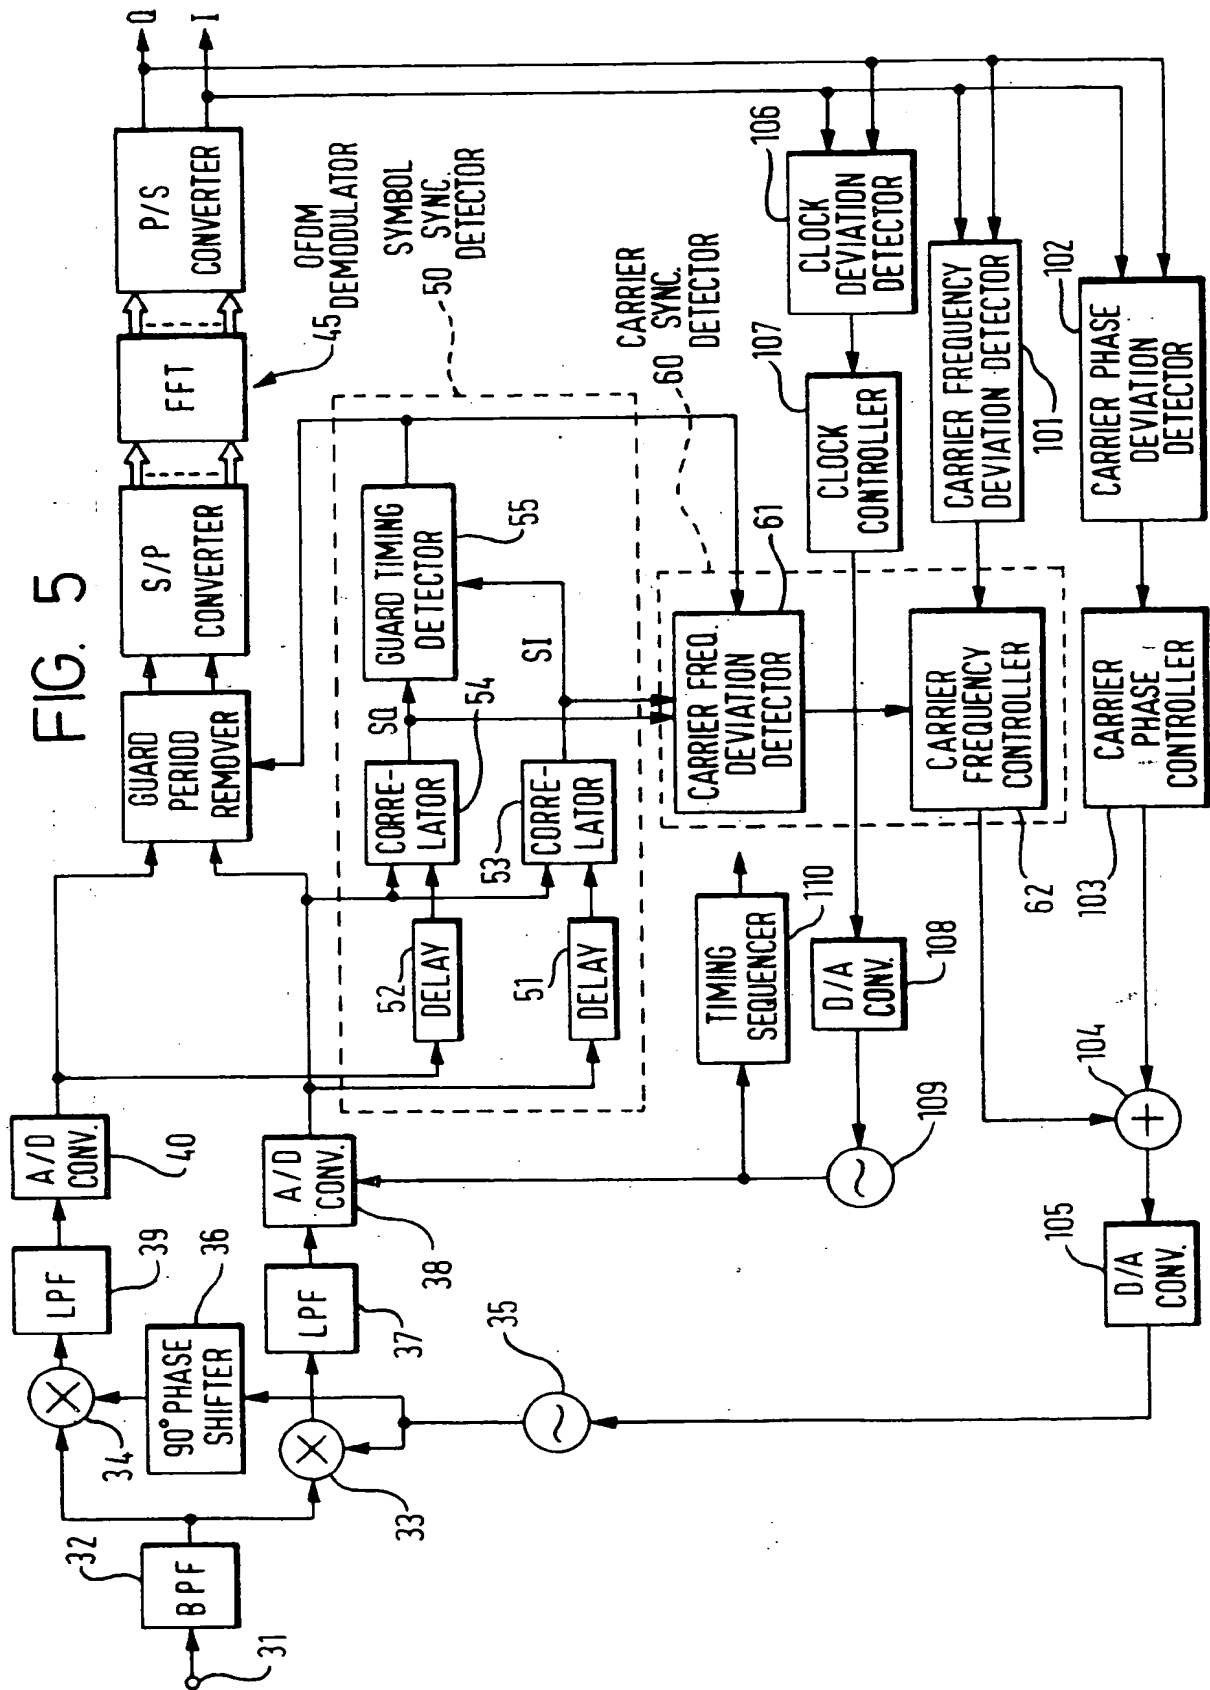 FIG. 5
31
32
BPF
34
33
90° PHASE
SHIFTER
36
LPF
39
LPF
37
A/D
CONV.
40
A/D
CONV.
38
35
GUARD
PERIOD
REMOVER
S/P
CONVERTER
FFT
P/S
CONVERTER
Q
I
45
OFDM
DEMODULATOR
50
SYMBOL
SYNC.
DETECTOR
52
DELAY
51
DELAY
CORRE-
LATOR
54
53
CORRE-
LATOR
SQ
SI
GUARD TIMING
DETECTOR
55
60
CARRIER
SYNC.
DETECTOR
CARRIER FREQ.
DEVIATION
DETECTOR
61
CARRIER
FREQUENCY
CONTROLLER
62
TIMING
SEQUENCER
110
D/A
CONV.
108
109
107
CLOCK
CONTROLLER
106
CLOCK
DEVIATION
DETECTOR
CARRIER FREQUENCY
DEVIATION DETECTOR
101
102
CARRIER PHASE
DEVIATION
DETECTOR
CARRIER
PHASE
CONTROLLER
103
104
+
105
D/A
CONV.